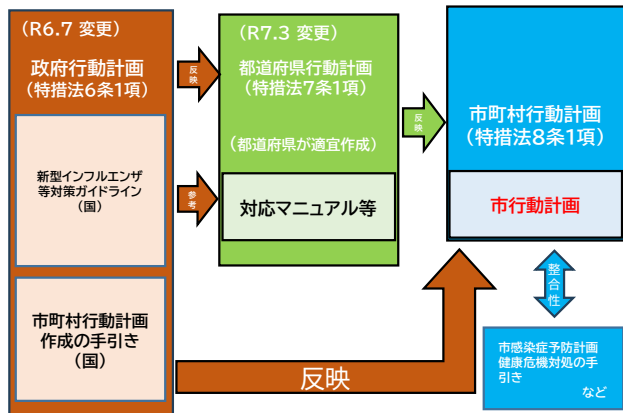 （R6.7 変更）
政府行動計画
（特措法6条1項）
新型インフルエンザ
等対策ガイドライン
（国）
市町村行動計画
作成の手引き
（国）
反映
参考
（R7.3 変更）
都道府県行動計画
（特措法7条1項）
（都道府県が適宜作成）
対応マニュアル等
反映
市町村行動計画
（特措法8条1項）
市行動計画
整合性
市感染症予防計画
健康危機対処の手
引き
など
反映